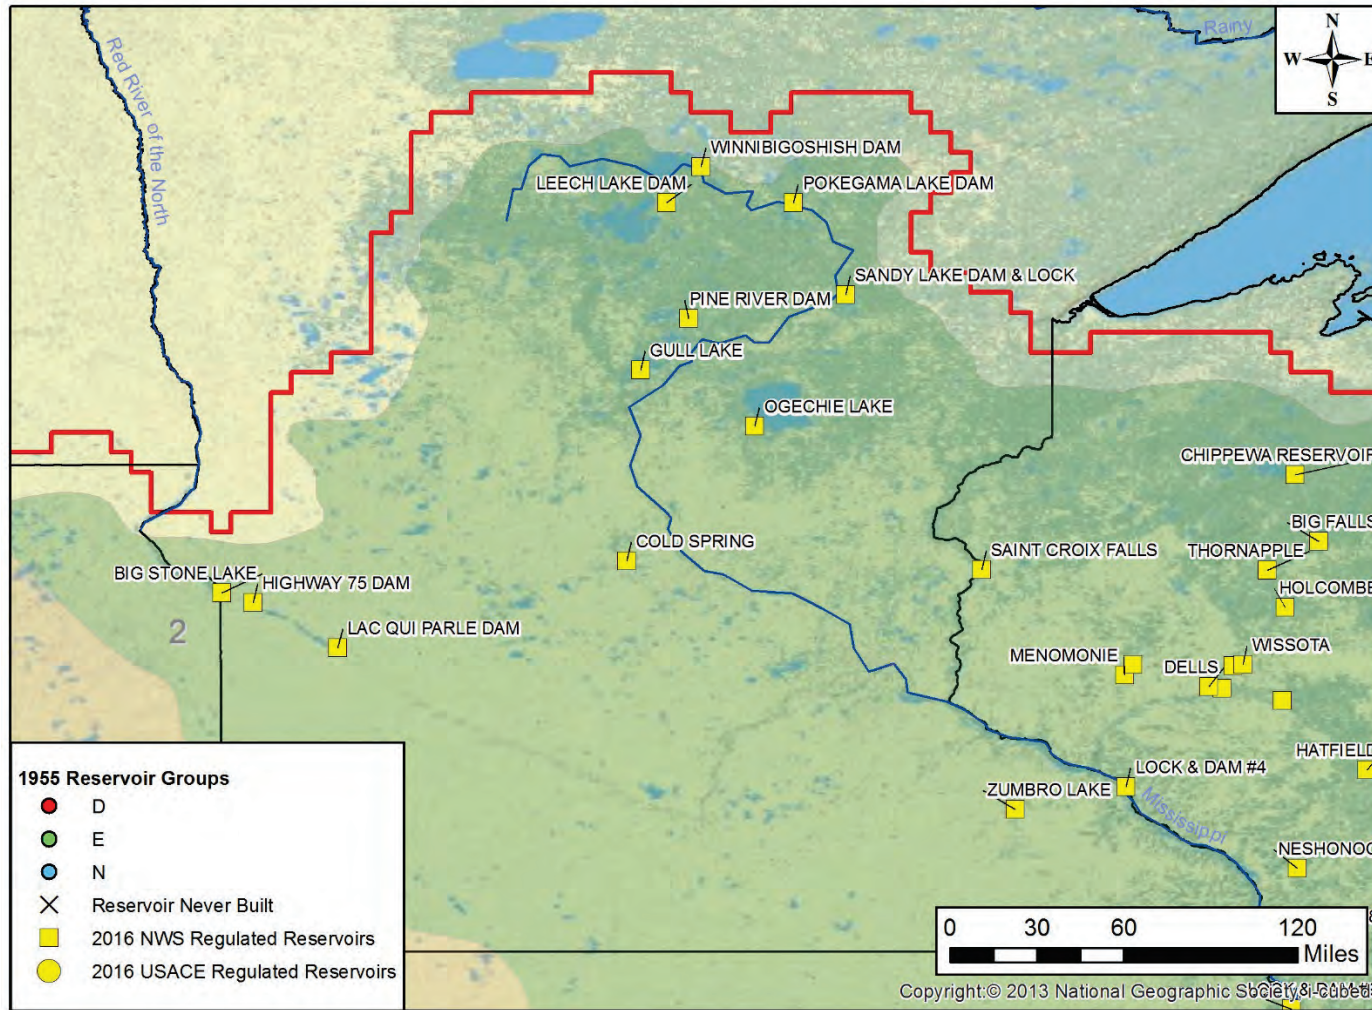 Rainy
N
W
E
S
Red River of the North
WINNIBIGOSHISH DAM
LEECH LAKE DAM
POKEGAMA LAKE DAM
SANDY LAKE DAM & LOCK
PINE RIVER DAM
GULL LAKE
OGECHIE LAKE
CHIPPEWA RESERVOIR
BIG FALLS
COLD SPRING
SAINT CROIX FALLS
THORNAPPLE
BIG STONE LAKE
HIGHWAY 75 DAM
HOLCOMBE
2
LAC QUI PARLE DAM
WISSOTA
MENOMONIE
DELLS
HATFIELD
LOCK & DAM #4
ZUMBRO LAKE
Mississippi
NESHONOC
1955 Reservoir Groups
D
E
N
Reservoir Never Built
2016 NWS Regulated Reservoirs
2016 USACE Regulated Reservoirs
0 30 60 120
Miles
Copyright:© 2013 National Geographic Society, i-cubed